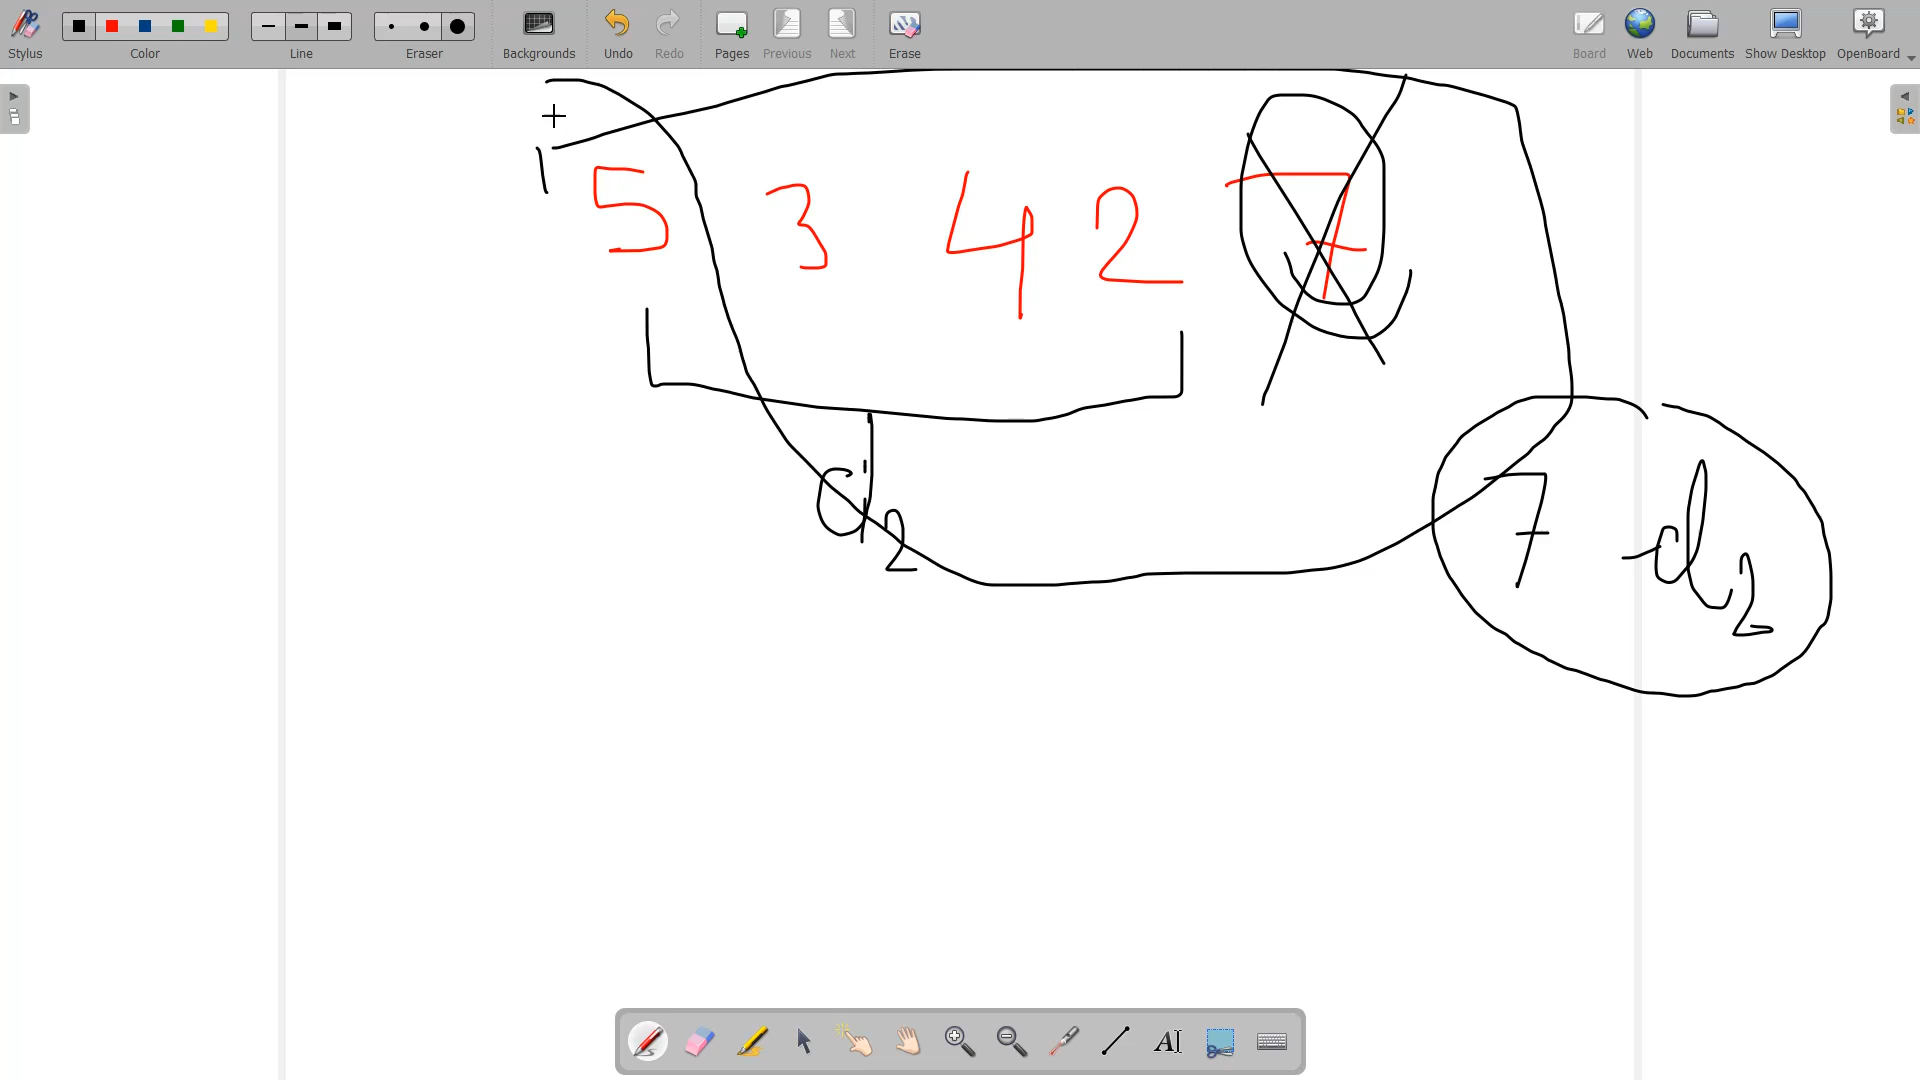 Stylus Color Line Eraser Backgrounds Undo Redo Pages Previous Next Erase Board Web Documents Show Desktop OpenBoard
5 3 4 2 7
d2
7 -d2